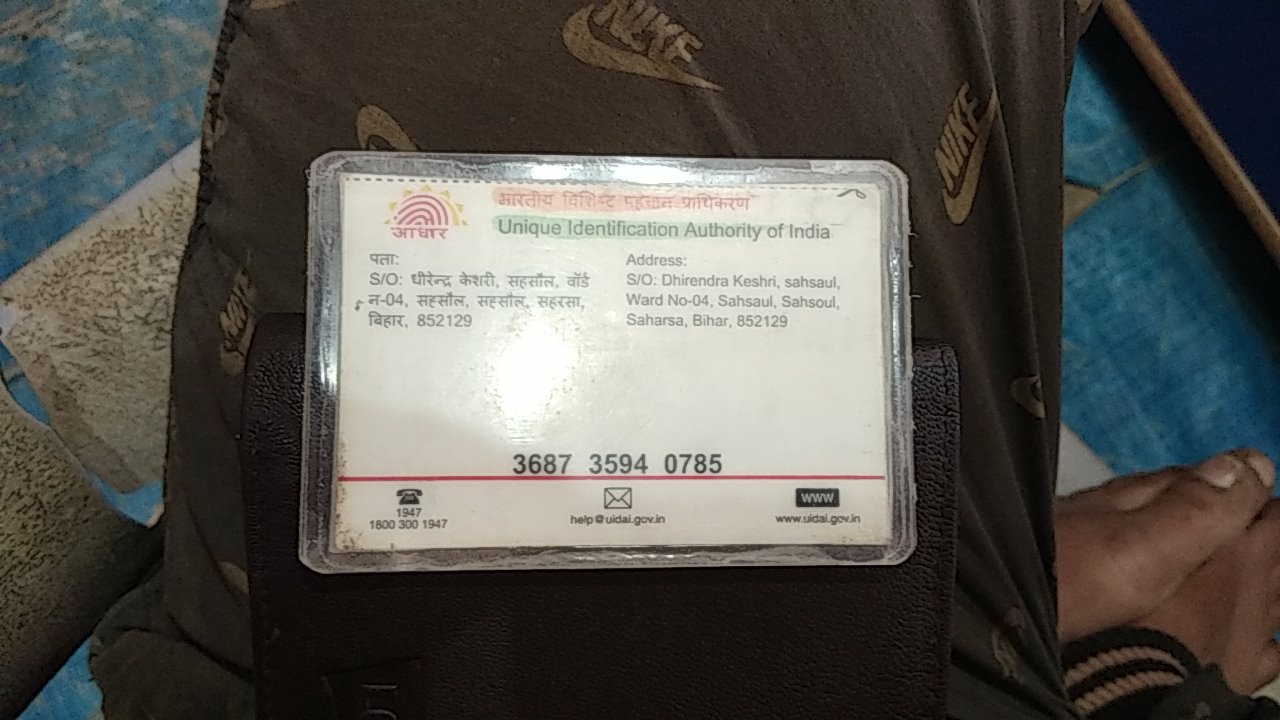 NIKE
NIKE
NIKE
आधार
भारतीय विशिष्ट पहचान प्राधिकरण
Unique Identification Authority of India
पता:
S/O: धीरेन्द्र केशरी, सहसौल, वॉर्ड
न-04, सहसौल, सहसौल, सहरसा,
बिहार, 852129
Address:
S/O: Dhirendra Keshri, sahsaul,
Ward No-04, Sahsaul, Sahsoul,
Saharsa, Bihar, 852129
3687 3594 0785
1947
1800 300 1947
help@uidai.gov.in
www
www.uidai.gov.in